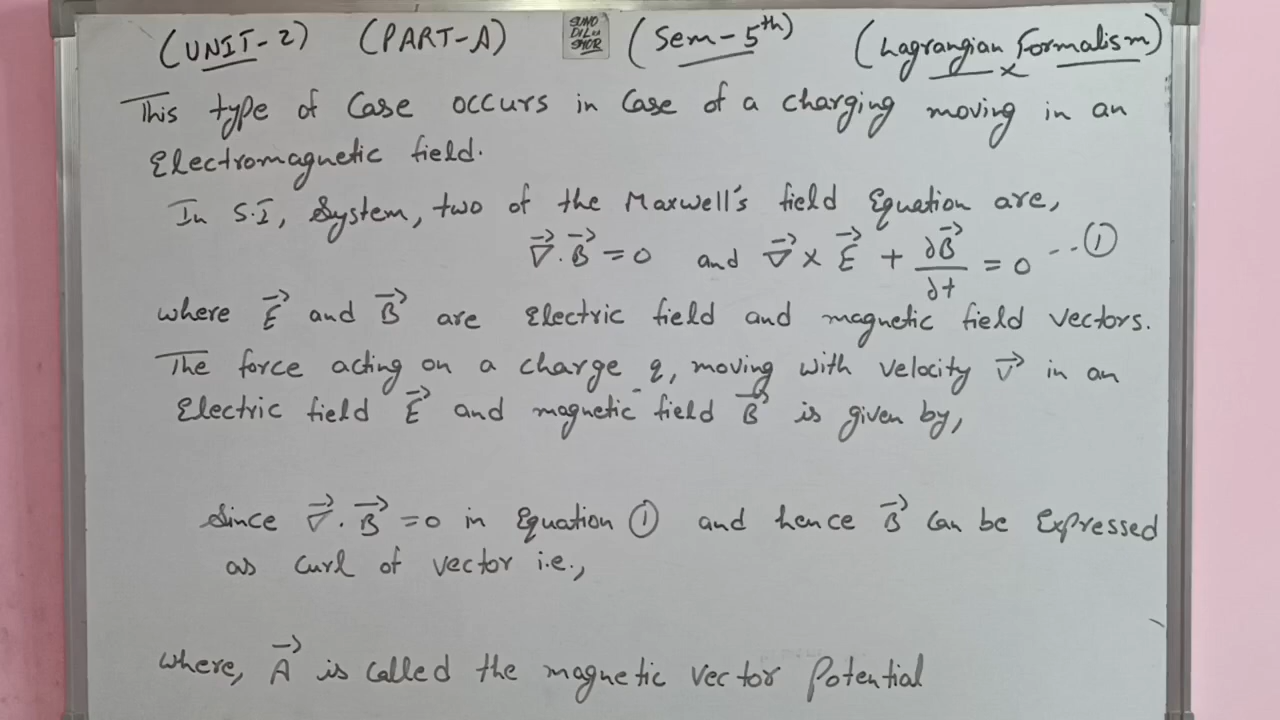 (UNIT-2) (PART-A) (Sem-5th) (Lagrangian Formalism)
This type of Case occurs in Case of a charging moving in an
Electromagnetic field.
In S.I, System, two of the Maxwell's field Equation are,
∇⃗.B⃗ = 0 and ∇⃗ × E⃗ + ∂B⃗/∂t = 0 --①
where E⃗ and B⃗ are Electric field and magnetic field vectors.
The force acting on a charge q, moving with velocity v⃗ in an
Electric field E⃗ and magnetic field B⃗ is given by,
Since ∇⃗.B⃗ = 0 in Equation ① and hence B⃗ Can be Expressed
as Curl of vector i.e.,
where, A⃗ is Called the magnetic vector Potential